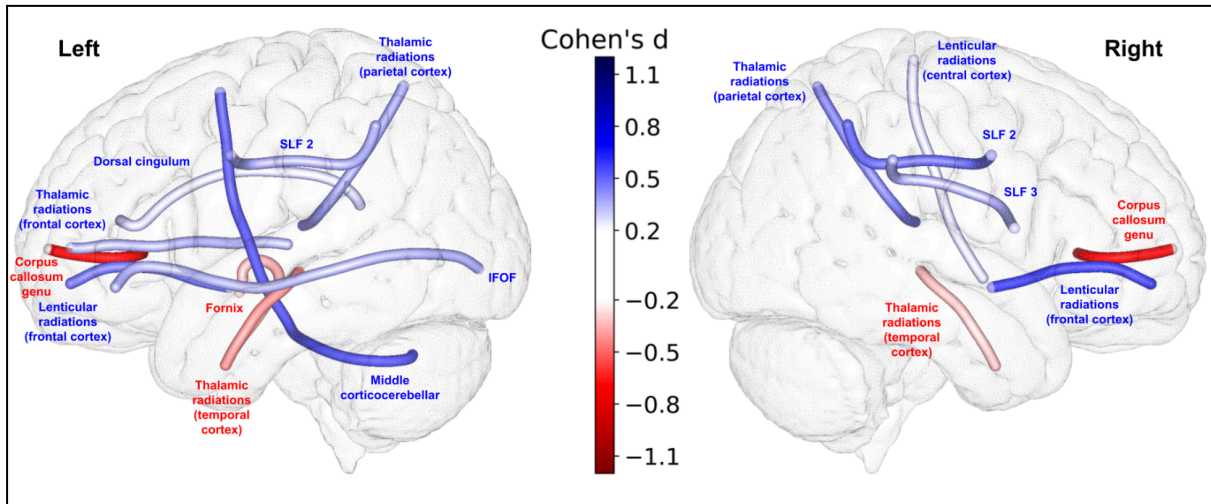 Left
Thalamic
radiations
(parietal cortex)
SLF 2
Dorsal cingulum
Thalamic
radiations
(frontal cortex)
Corpus
callosum
genu
Lenticular
radiations
(frontal cortex)
Fornix
IFOF
Thalamic
radiations
(temporal
cortex)
Middle
corticocerebellar
Cohen's d
1.1
0.8
0.5
0.2
−0.2
−0.5
−0.8
−1.1
Right
Lenticular
radiations
(central cortex)
Thalamic
radiations
(parietal cortex)
SLF 2
SLF 3
Corpus
callosum
genu
Lenticular
radiations
(frontal cortex)
Thalamic
radiations
(temporal
cortex)